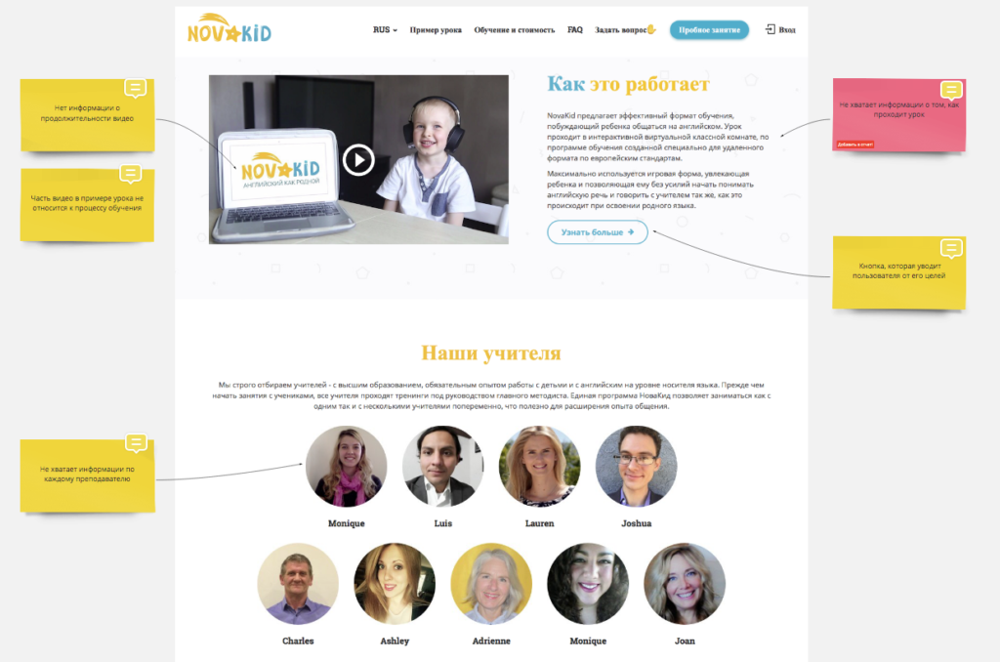 NOVAKID
RUS
Пример урока
Обучение и стоимость
FAQ
Задать вопрос
Пробное занятие
Вход
Нет информации о
продолжительности видео
Часть видео в примере урока не
относится к процессу обучения
NOVAKID
АНГЛИЙСКИЙ КАК РОДНОЙ
Как это работает
NovaKid предлагает эффективный формат обучения,
побуждающий ребенка общаться на английском. Урок
проходит в интерактивной виртуальной классной комнате, по
программе обучения созданной специально для удаленного
формата по европейским стандартам.
Максимально используется игровая форма, увлекающая
ребенка и позволяющая ему без усилий начать понимать
английскую речь и говорить с учителем так же, как это
происходит при освоении родного языка.
Узнать больше
Не хватает информации о том, как
проходит урок
Добавить в отчет
Кнопка, которая уводит
пользователя от его целей
Наши учителя
Мы строго отбираем учителей - с высшим образованием, обязательным опытом работы с детьми и с английским на уровне носителя языка. Прежде чем
начать занятия с учениками, все учителя проходят тренинги под руководством главного методиста. Единая программа НоваКид позволяет заниматься как с
одним так и с несколькими учителями попеременно, что полезно для расширения опыта общения.
Не хватает информации по
каждому преподавателю
Monique
Luis
Lauren
Joshua
Charles
Ashley
Adrienne
Monique
Joan